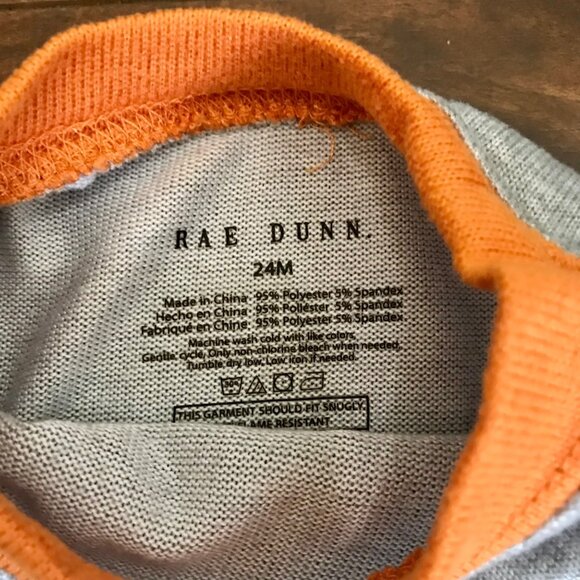 RAE DUNN.
24M
Made in China 95% Polyester 5% Spandex
Hecho en China 95% Poliéster 5% Spandex
Fabriqué en Chine. 95% Polyester 5% Spandex
Machine wash cold with like colors.
Gentle cycle, Only non-chlorine bleach when needed.
Tumble dry low. Low iron if needed.
THIS GARMENT SHOULD FIT SNUGLY.
RESISTANT